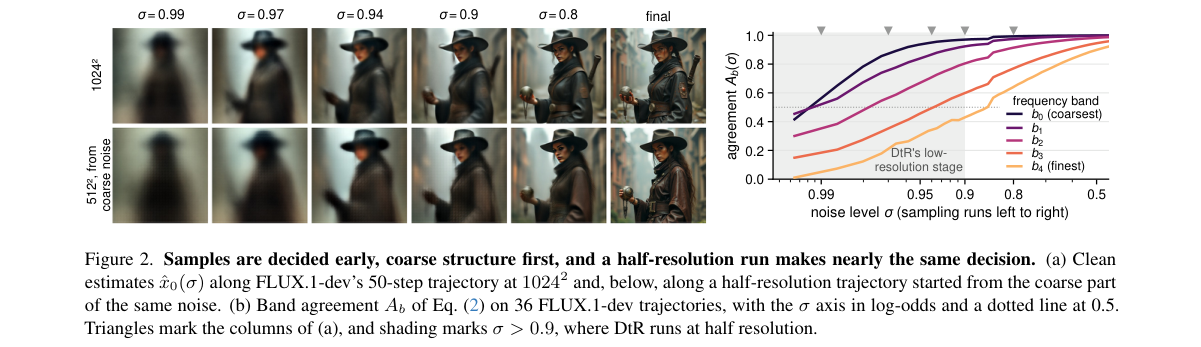 σ = 0.99 σ = 0.97 σ = 0.94 σ = 0.9 σ = 0.8 final
1024²
512², from
coarse noise
agreement A_b(σ)
1.0
0.8
0.6
0.4
0.2
0.0
frequency band
b₀ (coarsest)
b₁
b₂
b₃
b₄ (finest)
DtR's low-
resolution stage
0.99 0.95 0.9 0.8 0.5
noise level σ (sampling runs left to right)
Figure 2. Samples are decided early, coarse structure first, and a half-resolution run makes nearly the same decision. (a) Clean
estimates x̂₀(σ) along FLUX.1-dev's 50-step trajectory at 1024² and, below, along a half-resolution trajectory started from the coarse part
of the same noise. (b) Band agreement A_b of Eq. (2) on 36 FLUX.1-dev trajectories, with the σ axis in log-odds and a dotted line at 0.5.
Triangles mark the columns of (a), and shading marks σ > 0.9, where DtR runs at half resolution.